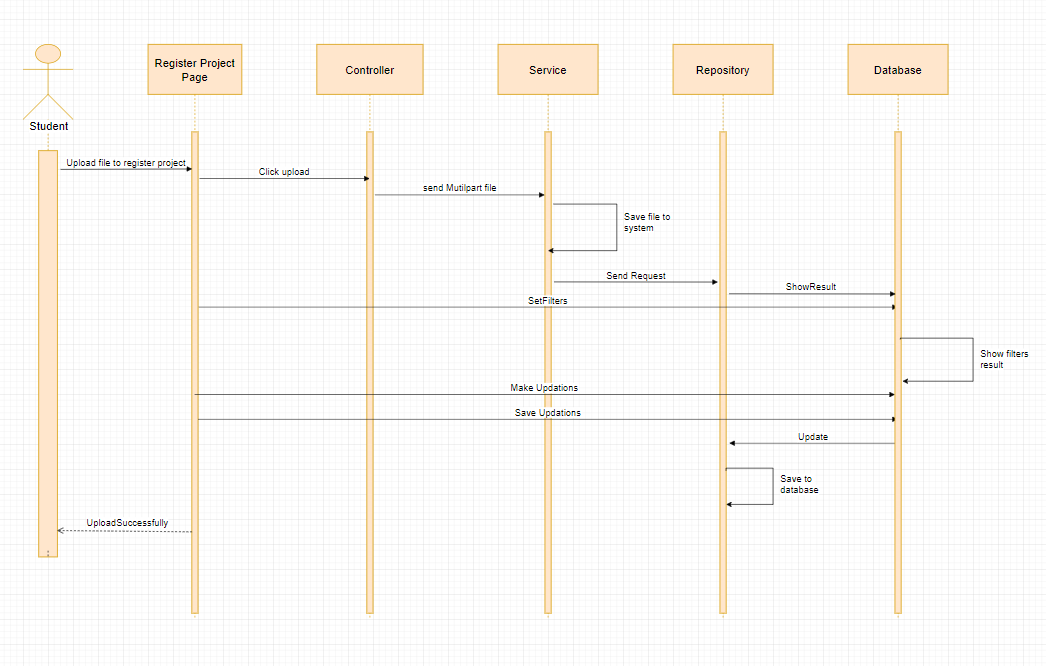 Register Project
Page
Controller
Service
Repository
Database
Student
Upload file to register project
Click upload
send Mutilpart file
Save file to
system
Send Request
ShowResult
SetFilters
Show filters
result
Make Updations
Save Updations
Update
Save to
database
UploadSuccessfully